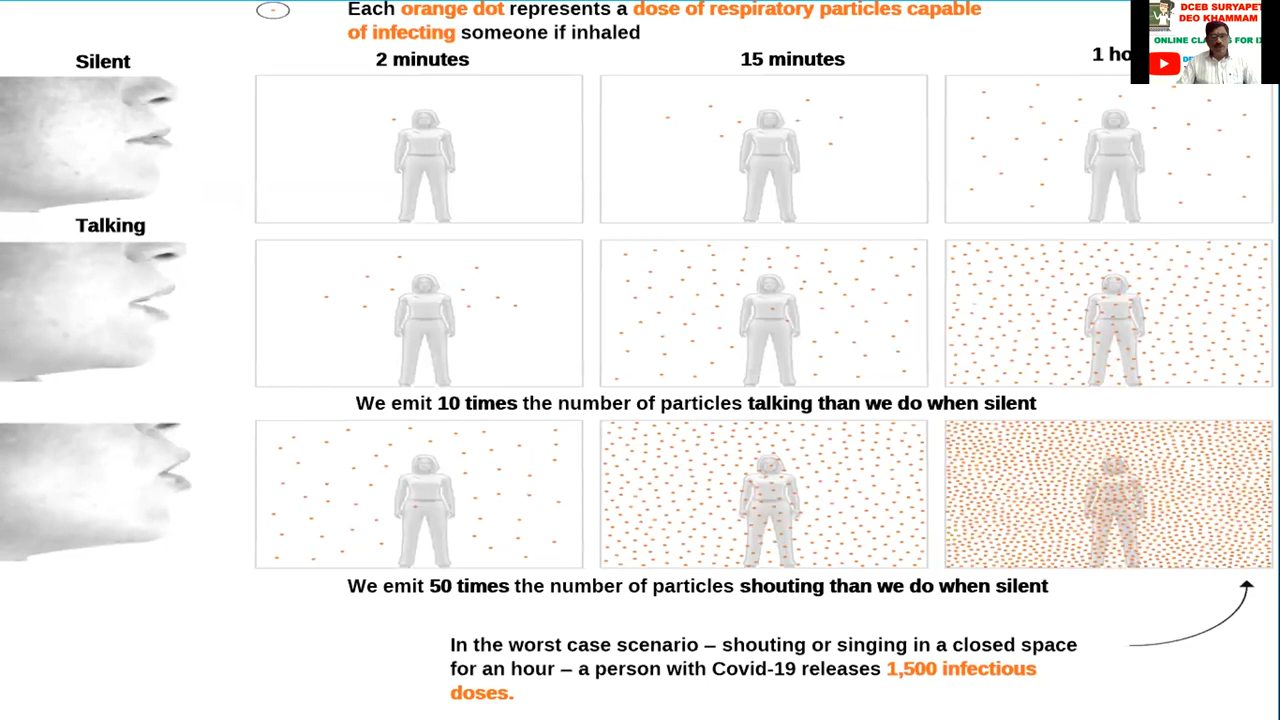 Each orange dot represents a dose of respiratory particles capable
of infecting someone if inhaled
Silent
2 minutes
15 minutes
1
DCEB SURYAPET
DEO KHAMMAM
ONLINE FOR
Talking
We emit 10 times the number of particles talking than we do when silent
We emit 50 times the number of particles shouting than we do when silent
In the worst case scenario – shouting or singing in a closed space
for an hour – a person with Covid-19 releases 1,500 infectious
doses.